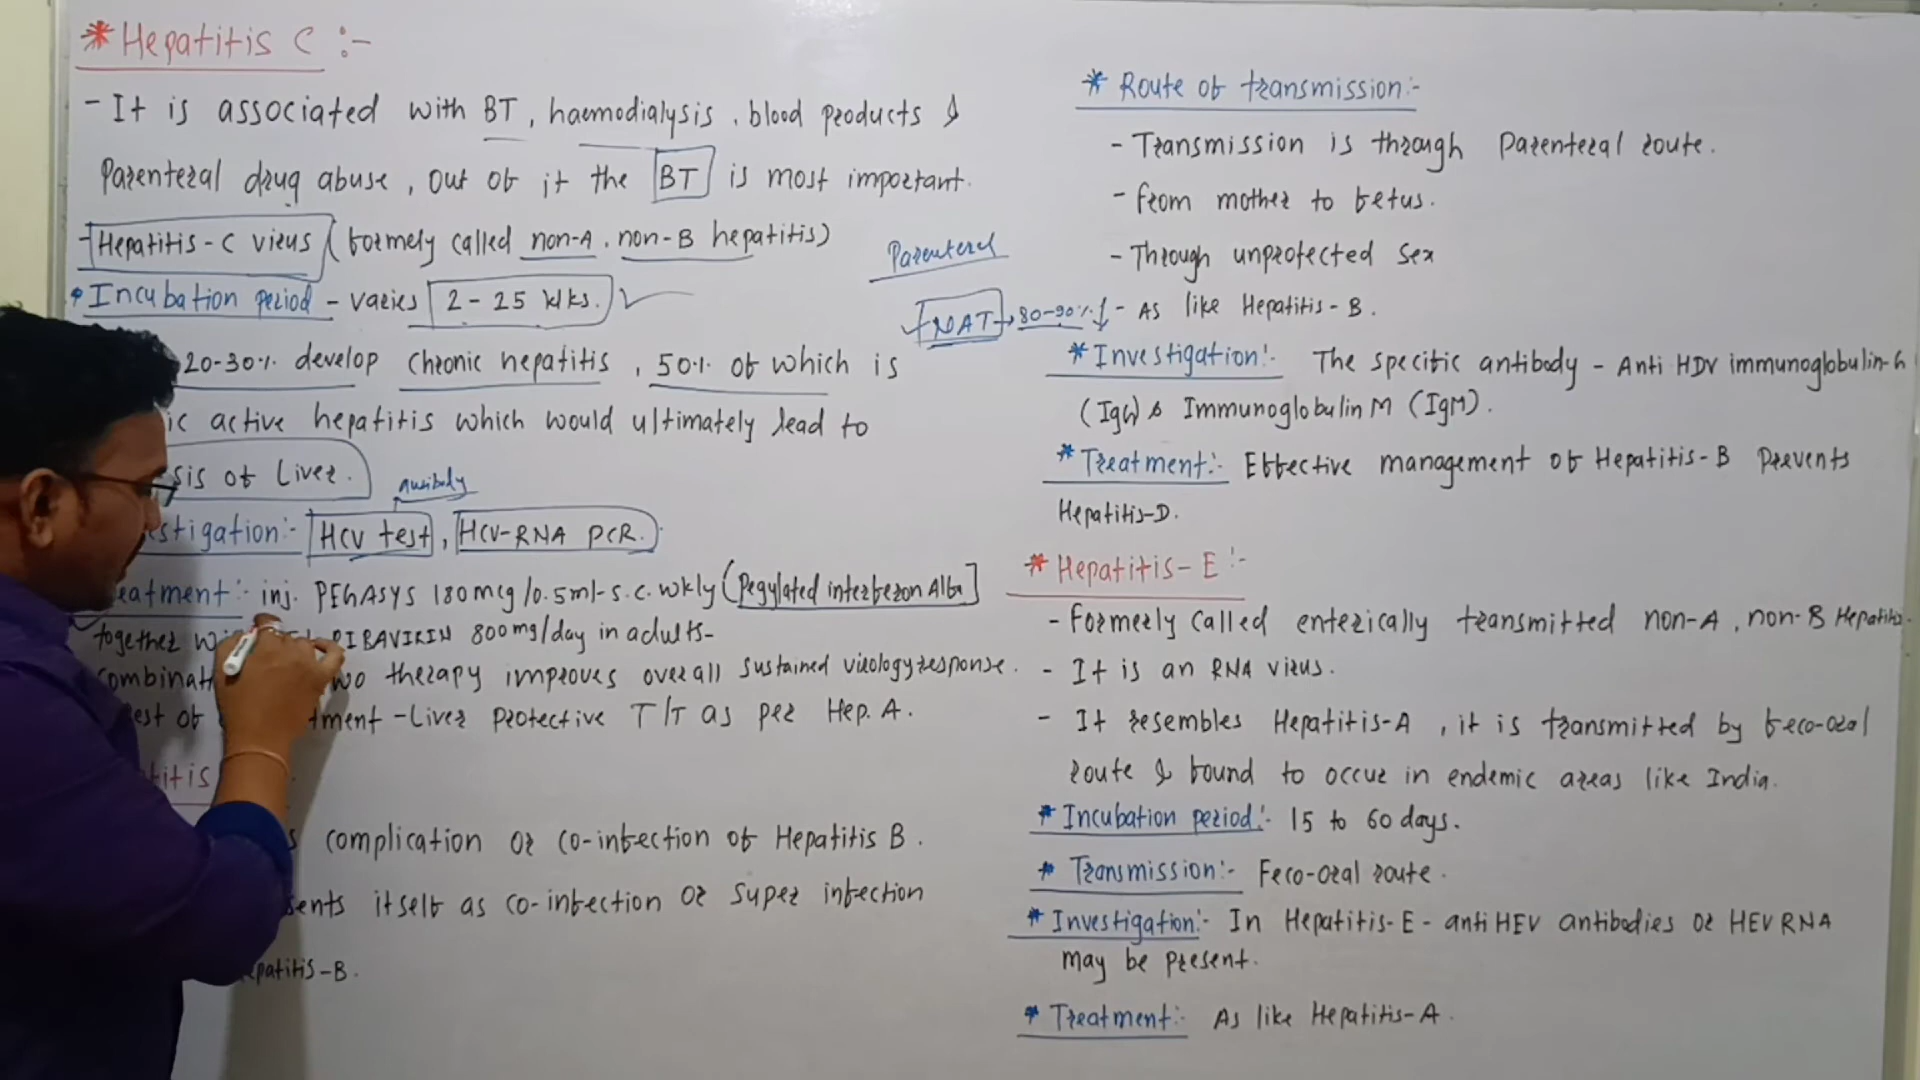 * Hepatitis C :-
- It is associated with BT, haemodialysis, blood products &
Parenteral drug abuse, out of it the BT is most important.
- Hepatitis-C virus (formely called non-A, non-B hepatitis)
* Incubation period - varies 2 - 25 Wks.
20-30% develop chronic hepatitis, 50% of which is
ic active hepatitis which would ultimately lead to
sis of Liver.
antibody
estigation:- HCV test, HCV-RNA PCR.
eatment:- inj. PEGASYS 180mcg/0.5ml-s.c. wkly (Pegylated interferon Alfa)
together wi RIBAVIRIN 800mg/day in adults-
Combinat two therapy improves overall sustained virology response.
est of tment - Liver protective T/T as per Hep. A.
titis
s complication or co-infection of Hepatitis B.
sents itself as co-infection or super infection
epatitis-B.
Parenteral
NAT → 80-90% ↓
* Route of transmission:-
- Transmission is through Parenteral route.
- from mother to fetus.
- Through unprotected sex
- As like Hepatitis-B.
* Investigation:- The specific antibody - Anti HDV immunoglobulin-G
(IgG) & Immunoglobulin M (IgM).
* Treatment:- Effective management of Hepatitis-B Prevents
Hepatitis-D.
* Hepatitis-E :-
- Formerly called enterically transmitted non-A, non-B Hepatitis.
- It is an RNA virus.
- It resembles Hepatitis-A, it is transmitted by feco-oral
route & found to occur in endemic areas like India.
* Incubation period:- 15 to 60 days.
* Transmission:- Feco-oral route.
* Investigation:- In Hepatitis-E - anti HEV antibodies or HEV RNA
may be present.
* Treatment:- As like Hepatitis-A.